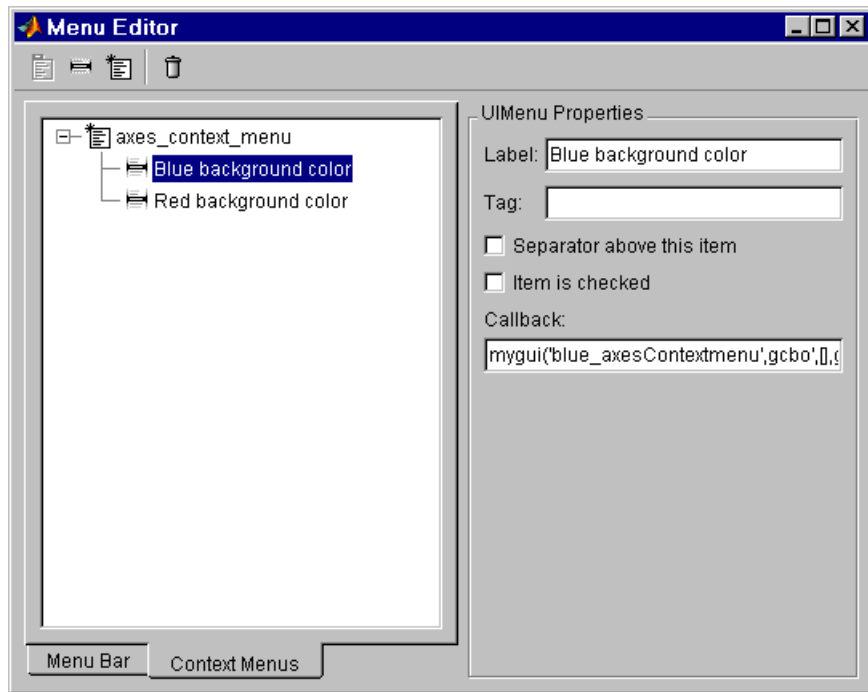 Menu Editor
axes_context_menu
Blue background color
Red background color
Menu Bar
Context Menus
UIMenu Properties
Label: Blue background color
Tag:
Separator above this item
Item is checked
Callback:
mygui('blue_axesContextmenu',gcbo',[],g